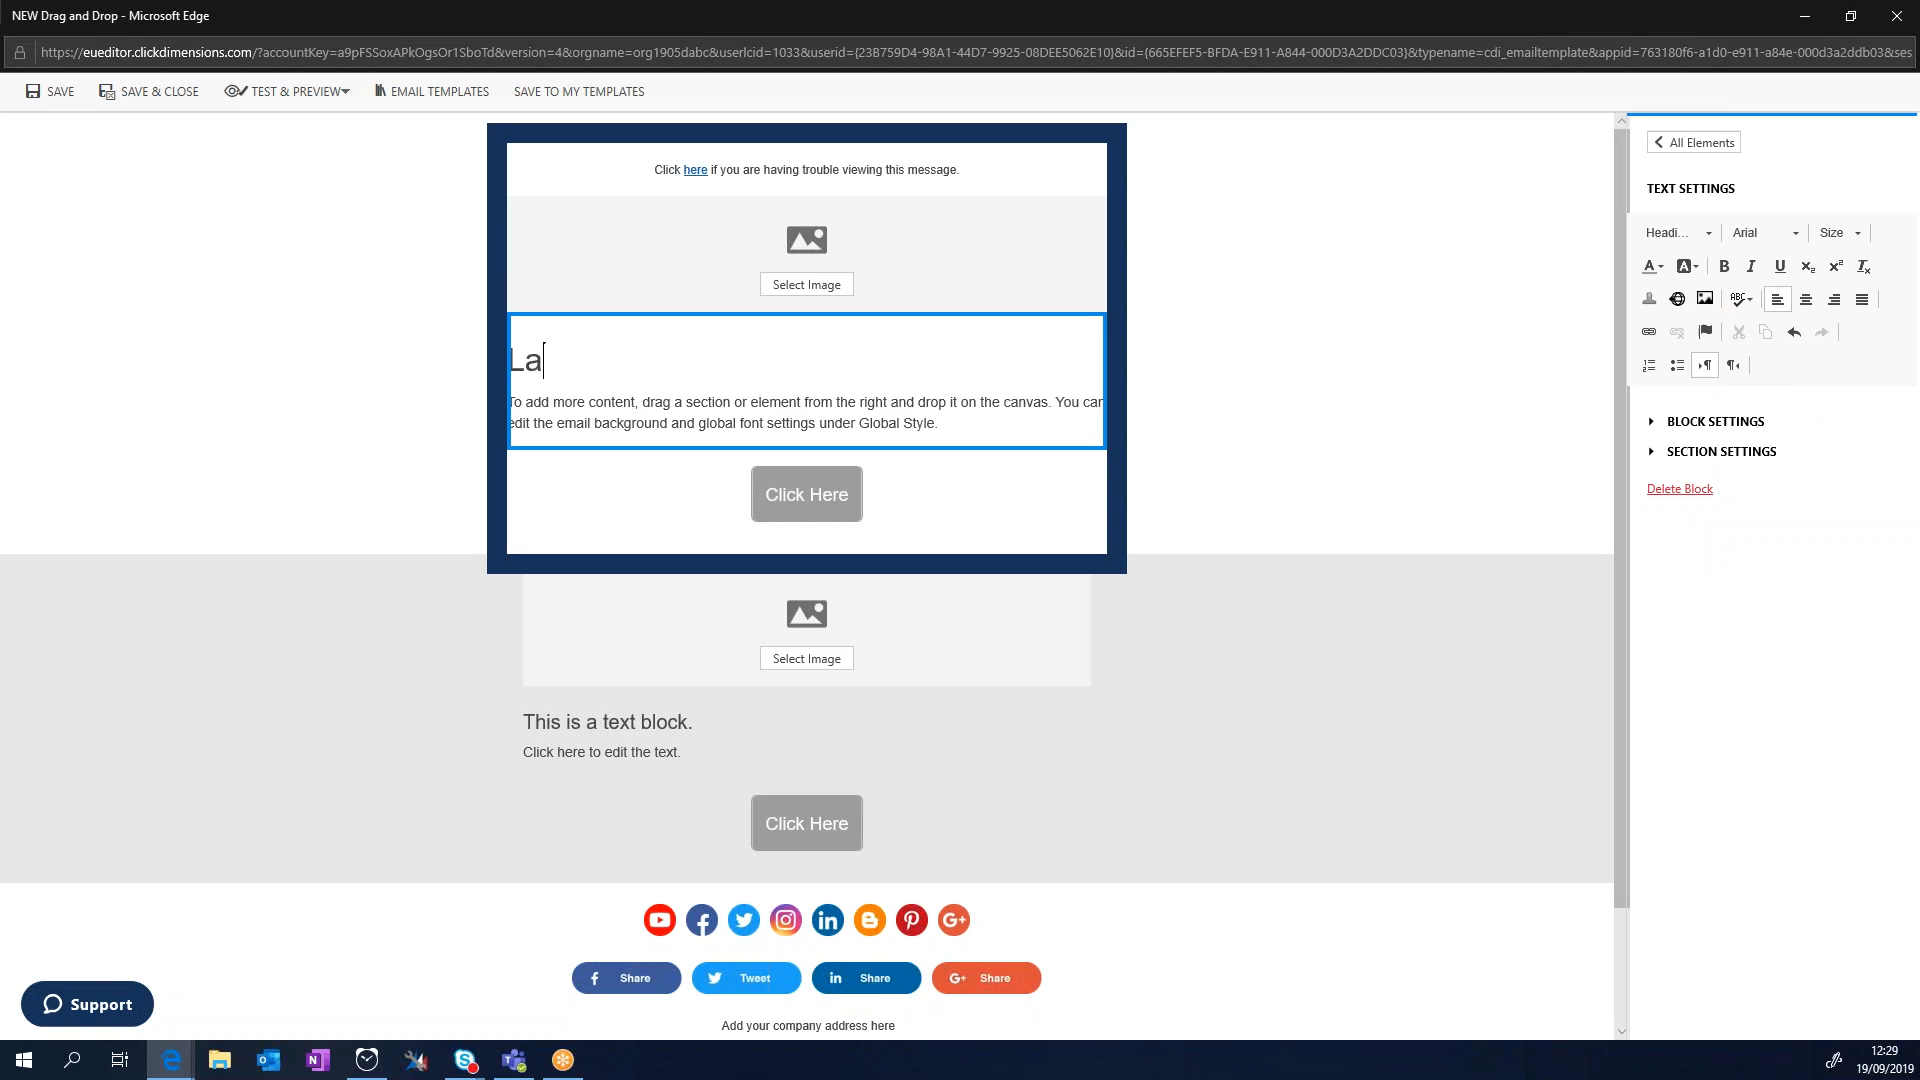 NEW Drag and Drop - Microsoft Edge
https://eueditor.clickdimensions.com/?accountKey=a9pFSSoxAPkOgsOr1SboTd&version=4&orgname=org1905dabc&userlcid=1033&userid={23B759D4-98A1-44D7-9925-08DEE5062E10}&id={665EFEF5-BFDA-E911-A844-000D3A2DDC03}&typename=cdi_emailtemplate&appid=763180f6-a1d0-e911-a84e-000d3a2ddb03&ses
SAVE SAVE & CLOSE TEST & PREVIEW EMAIL TEMPLATES SAVE TO MY TEMPLATES
Click here if you are having trouble viewing this message.
Select Image
La
To add more content, drag a section or element from the right and drop it on the canvas. You can
edit the email background and global font settings under Global Style.
Click Here
Select Image
This is a text block.
Click here to edit the text.
Click Here
Share Tweet Share Share
Add your company address here
Support
All Elements
TEXT SETTINGS
Headi... Arial Size
BLOCK SETTINGS
SECTION SETTINGS
Delete Block
12:29
19/09/2019